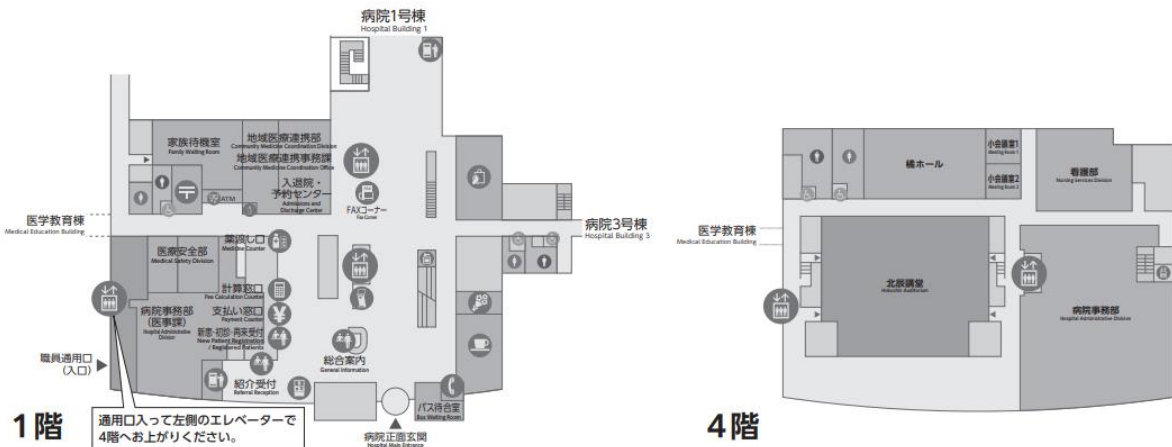 病院1号棟
Hospital Building 1
家族待機室
Family Waiting Room
地域医療連携部
Community Medicine Coordination Division
地域医療連携事務課
Community Medicine Coordination Office
入退院・
予約センター
Admissions and
Discharge Center
ATM
FAXコーナー
Fax Corner
医学教育棟
Medical Education Building
病院3号棟
Hospital Building 3
医療安全部
Medical Safety Division
薬渡し口
Medicine Counter
計算窓口
Fee Calculation Counter
支払い窓口
Payment Counter
病院事務部
(医事課)
Hospital Administrative
Division
新患・初診・再来受付
New Patient Registration
/ Registered Patients
職員通用口
(入口)
紹介受付
Referral Reception
総合案内
General Information
バス待合室
Bus Waiting Room
病院正面玄関
Hospital Main Entrance
1階
通用口入って左側のエレベーターで
4階へお上がりください。
橘ホール
小会議室1
Meeting Room 1
小会議室2
Meeting Room 2
看護部
Nursing Services Division
医学教育棟
Medical Education Building
北辰講堂
Hokushin Auditorium
病院事務部
Hospital Administrative Division
4階